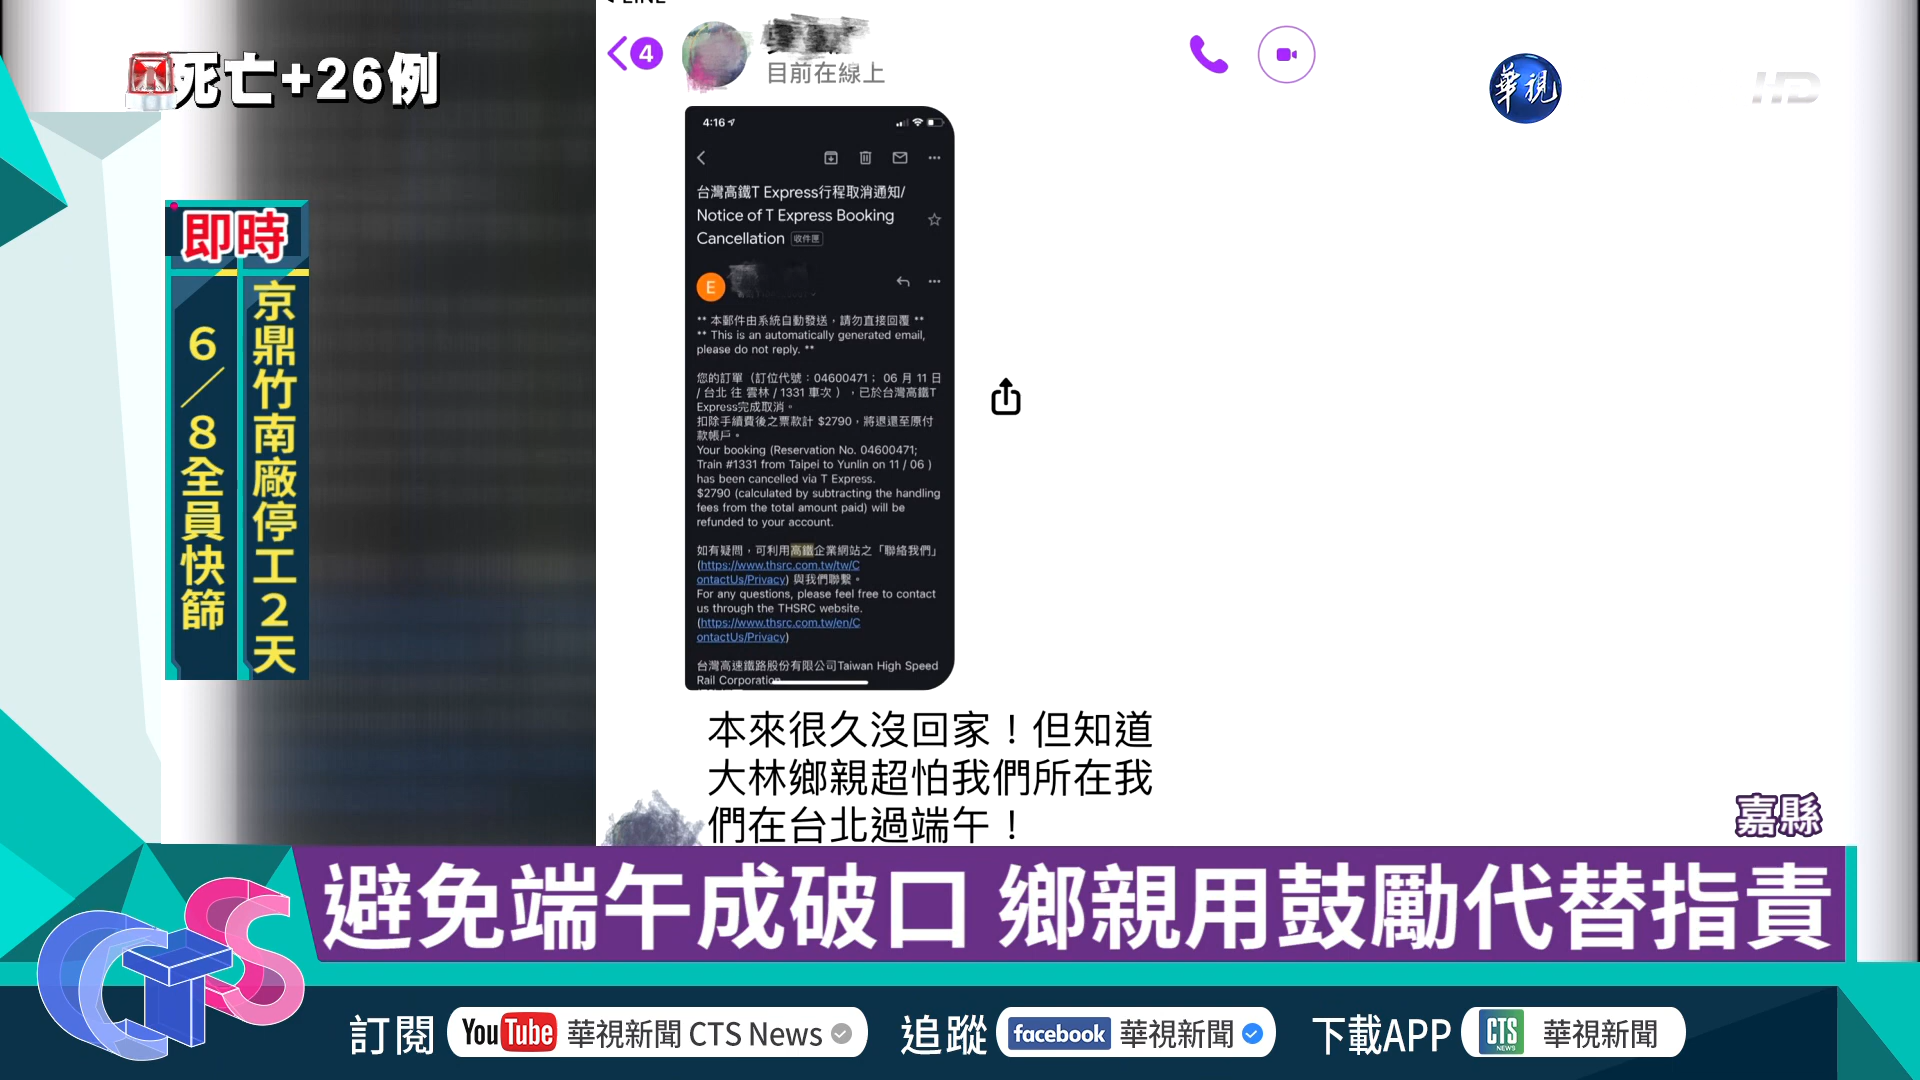 LINE
死亡+26例
4
目前在線上
華視
HD
即時
京鼎竹南廠停工2天
6/8全員快篩
4:16
台灣高鐵T Express行程取消通知/
Notice of T Express Booking
Cancellation 收件匣
E
** 本郵件由系統自動發送，請勿直接回覆 **
** This is an automatically generated email,
please do not reply. **
您的訂單（訂位代號：04600471； 06 月 11 日
/ 台北 往 雲林 / 1331 車次 ），已於台灣高鐵T
Express完成取消。
扣除手續費後之票款計 $2790，將退還至原付
款帳戶。
Your booking (Reservation No. 04600471;
Train #1331 from Taipei to Yunlin on 11 / 06 )
has been cancelled via T Express.
$2790 (calculated by subtracting the handling
fees from the total amount paid) will be
refunded to your account.
如有疑問，可利用高鐵企業網站之「聯絡我們」
(https://www.thsrc.com.tw/tw/C
ontactUs/Privacy) 與我們聯繫。
For any questions, please feel free to contact
us through the THSRC website.
(https://www.thsrc.com.tw/en/C
ontactUs/Privacy)
台灣高速鐵路股份有限公司Taiwan High Speed
Rail Corporation
本來很久沒回家！但知道
大林鄉親超怕我們所在我
們在台北過端午！
嘉縣
避免端午成破口 鄉親用鼓勵代替指責
CTS
訂閱 YouTube 華視新聞 CTS News 追蹤 facebook 華視新聞 下載APP CTS NEWS 華視新聞